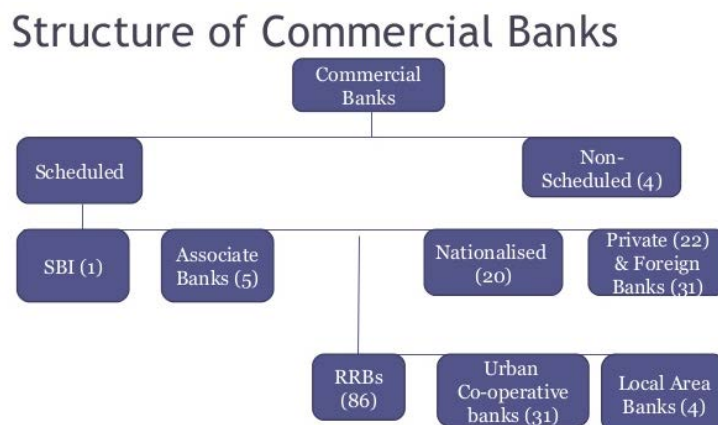 Structure of Commercial Banks
Commercial
Banks
Scheduled
Non-
Scheduled (4)
SBI (1)
Associate
Banks (5)
Nationalised
(20)
Private (22)
& Foreign
Banks (31)
RRBs
(86)
Urban
Co-operative
banks (31)
Local Area
Banks (4)